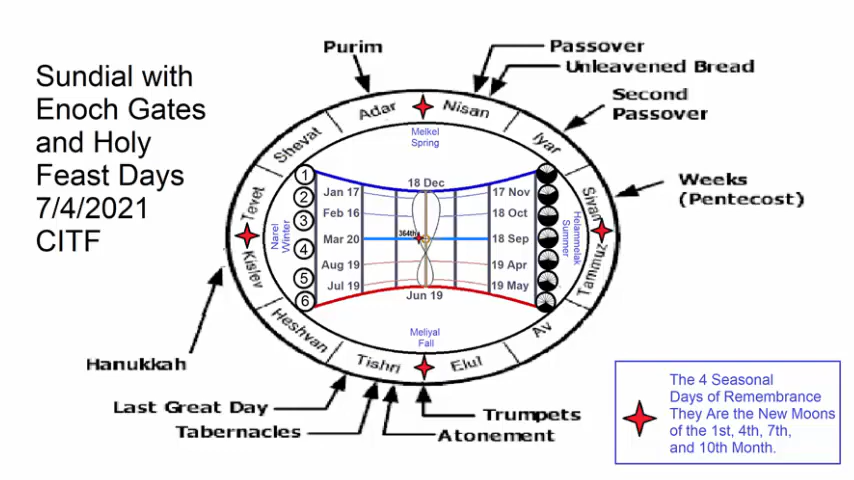 Sundial with
Enoch Gates
and Holy
Feast Days
7/4/2021
CITF
Purim
Passover
Unleavened Bread
Second
Passover
Weeks
(Pentecost)
Adar
Nisan
Iyar
Sivan
Tammuz
Av
Elul
Tishri
Heshvan
Kislev
Tevet
Shevat
Melkel
Spring
Helammelak
Summer
Meliyal
Fall
Narel
Winter
18 Dec
1
2
3
4
5
6
Jan 17
Feb 16
Mar 20
Aug 19
Jul 19
364th
17 Nov
18 Oct
18 Sep
19 Apr
19 May
Jun 19
Hanukkah
Last Great Day
Tabernacles
Trumpets
Atonement
The 4 Seasonal
Days of Remembrance
They Are the New Moons
of the 1st, 4th, 7th,
and 10th Month.